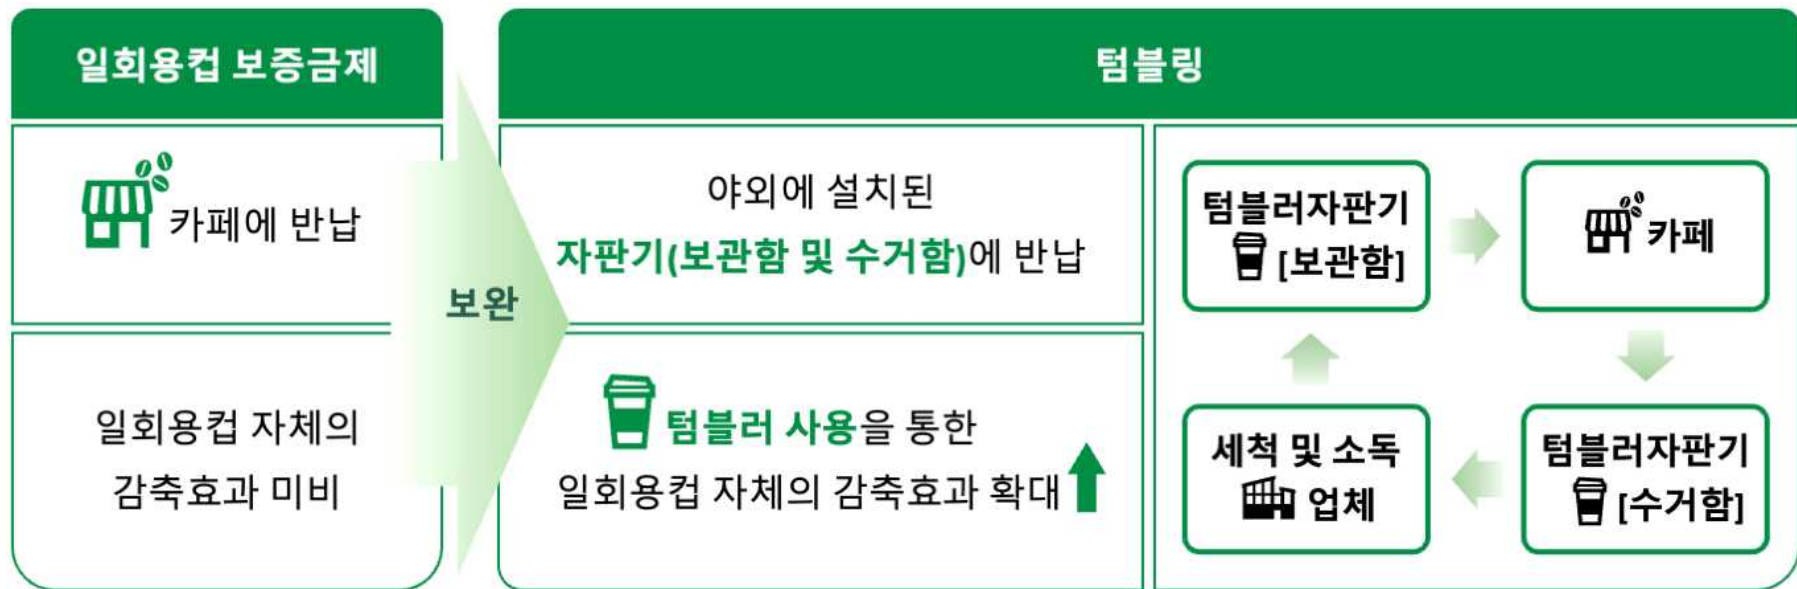 일회용컵 보증금제
텀블링
카페에 반납
일회용컵 자체의
감축효과 미비
보완
야외에 설치된
자판기(보관함 및 수거함)에 반납
텀블러 사용을 통한
일회용컵 자체의 감축효과 확대
텀블러자판기
[보관함]
카페
텀블러자판기
[수거함]
세척 및 소독
업체